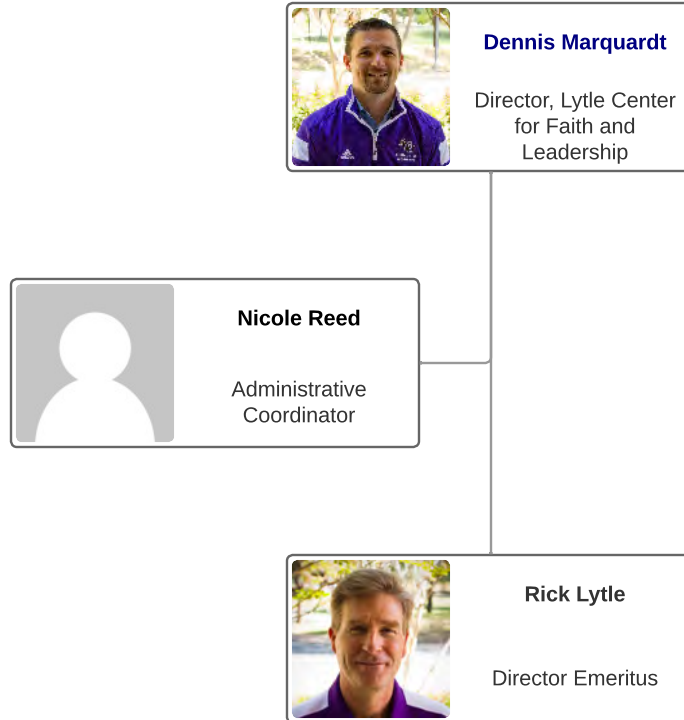 Dennis Marquardt
Director, Lytle Center
for Faith and
Leadership
Nicole Reed
Administrative
Coordinator
Rick Lytle
Director Emeritus